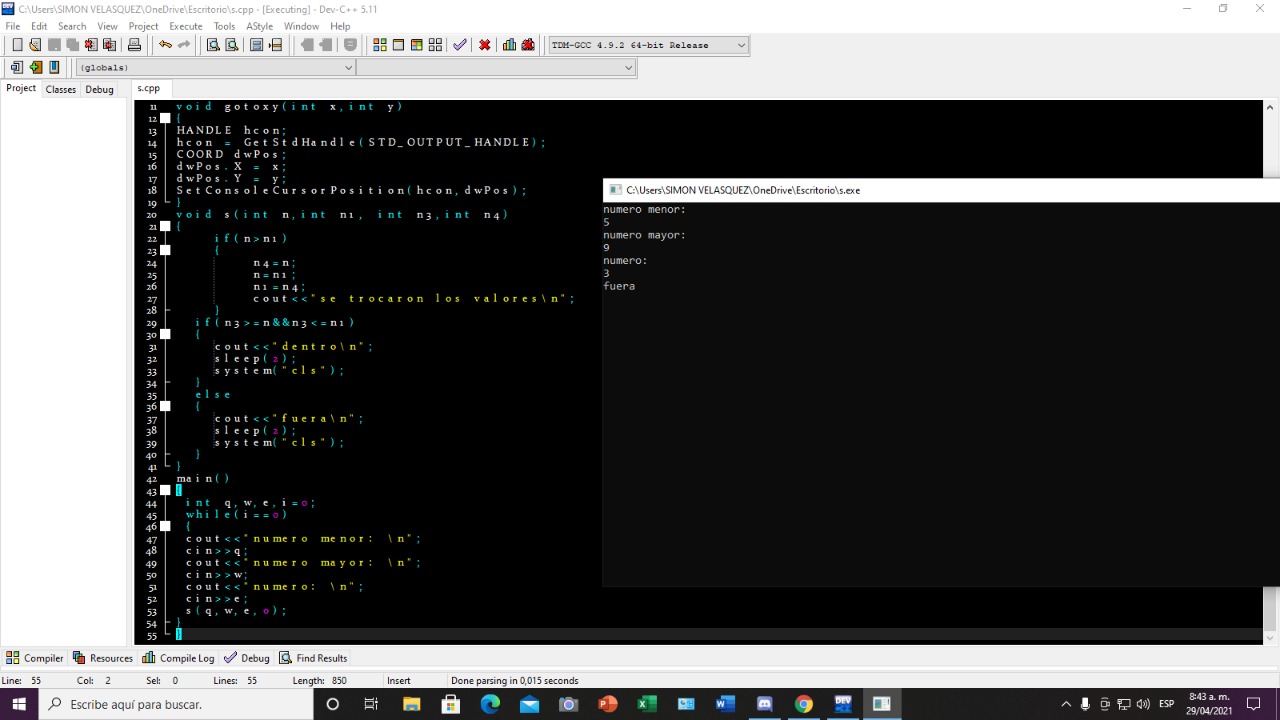 C:\Users\SIMON VELASQUEZ\OneDrive\Escritorio\s.cpp - [Executing] - Dev-C++ 5.11
File Edit Search View Project Execute Tools AStyle Window Help
TDM-GCC 4.9.2 64-bit Release
(globals)
Project Classes Debug s.cpp
11 void gotoxy(int x,int y)
12 {
13 HANDLE hcon;
14 hcon = GetStdHandle(STD_OUTPUT_HANDLE);
15 COORD dwPos;
16 dwPos.X = x;
17 dwPos.Y = y;
18 SetConsoleCursorPosition(hcon,dwPos);
19 }
20 void s(int n,int n1, int n3,int n4)
21 {
22 if(n>n1)
23 {
24 n4=n;
25 n=n1;
26 n1=n4;
27 cout<<"se trocaron los valores\n";
28 }
29 if(n3>=n&&n3<=n1)
30 {
31 cout<<"dentro\n";
32 sleep(2);
33 system("cls");
34 }
35 else
36 {
37 cout<<"fuera\n";
38 sleep(2);
39 system("cls");
40 }
41 }
42 main()
43 {
44 int q,w,e,i=0;
45 while(i==0)
46 {
47 cout<<"numero menor: \n";
48 cin>>q;
49 cout<<"numero mayor: \n";
50 cin>>w;
51 cout<<"numero: \n";
52 cin>>e;
53 s(q,w,e,0);
54 }
55 }
C:\Users\SIMON VELASQUEZ\OneDrive\Escritorio\s.exe
numero menor:
5
numero mayor:
9
numero:
3
fuera
Compiler Resources Compile Log Debug Find Results
Line: 55 Col: 2 Sel: 0 Lines: 55 Length: 850 Insert Done parsing in 0,015 seconds
Escribe aquí para buscar.
ESP
8:43 a. m.
29/04/2021